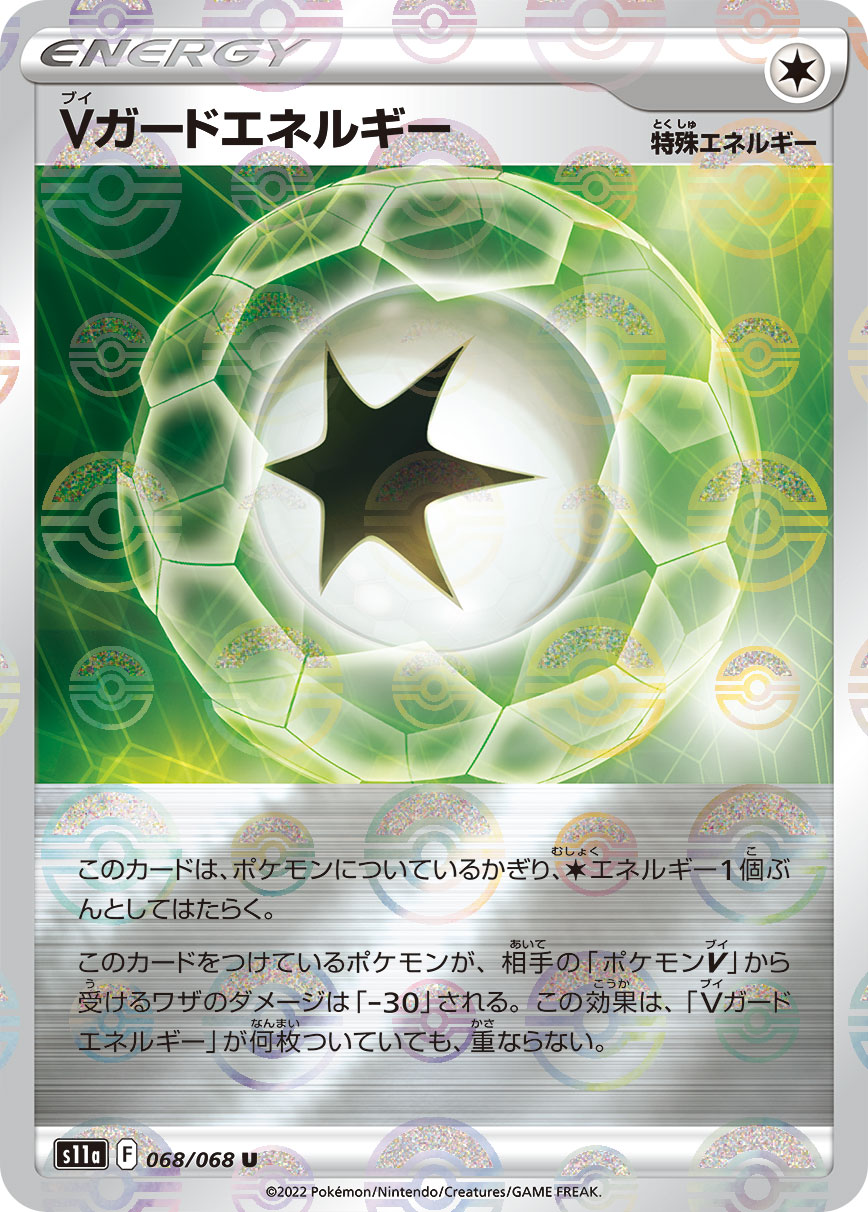 ENERGY
ブイ
Vガードエネルギー
とくしゅ
特殊エネルギー
むしょく こ
このカードは、ポケモンについているかぎり、エネルギー1個ぶ
んとしてはたらく。
あいて ブイ
このカードをつけているポケモンが、相手の「ポケモンV」から
う こうか ブイ
受けるワザのダメージは「-30」される。この効果は、「Vガード
なんまい かさ
エネルギー」が何枚ついていても、重ならない。
s11a F 068/068 U
©2022 Pokémon/Nintendo/Creatures/GAME FREAK.